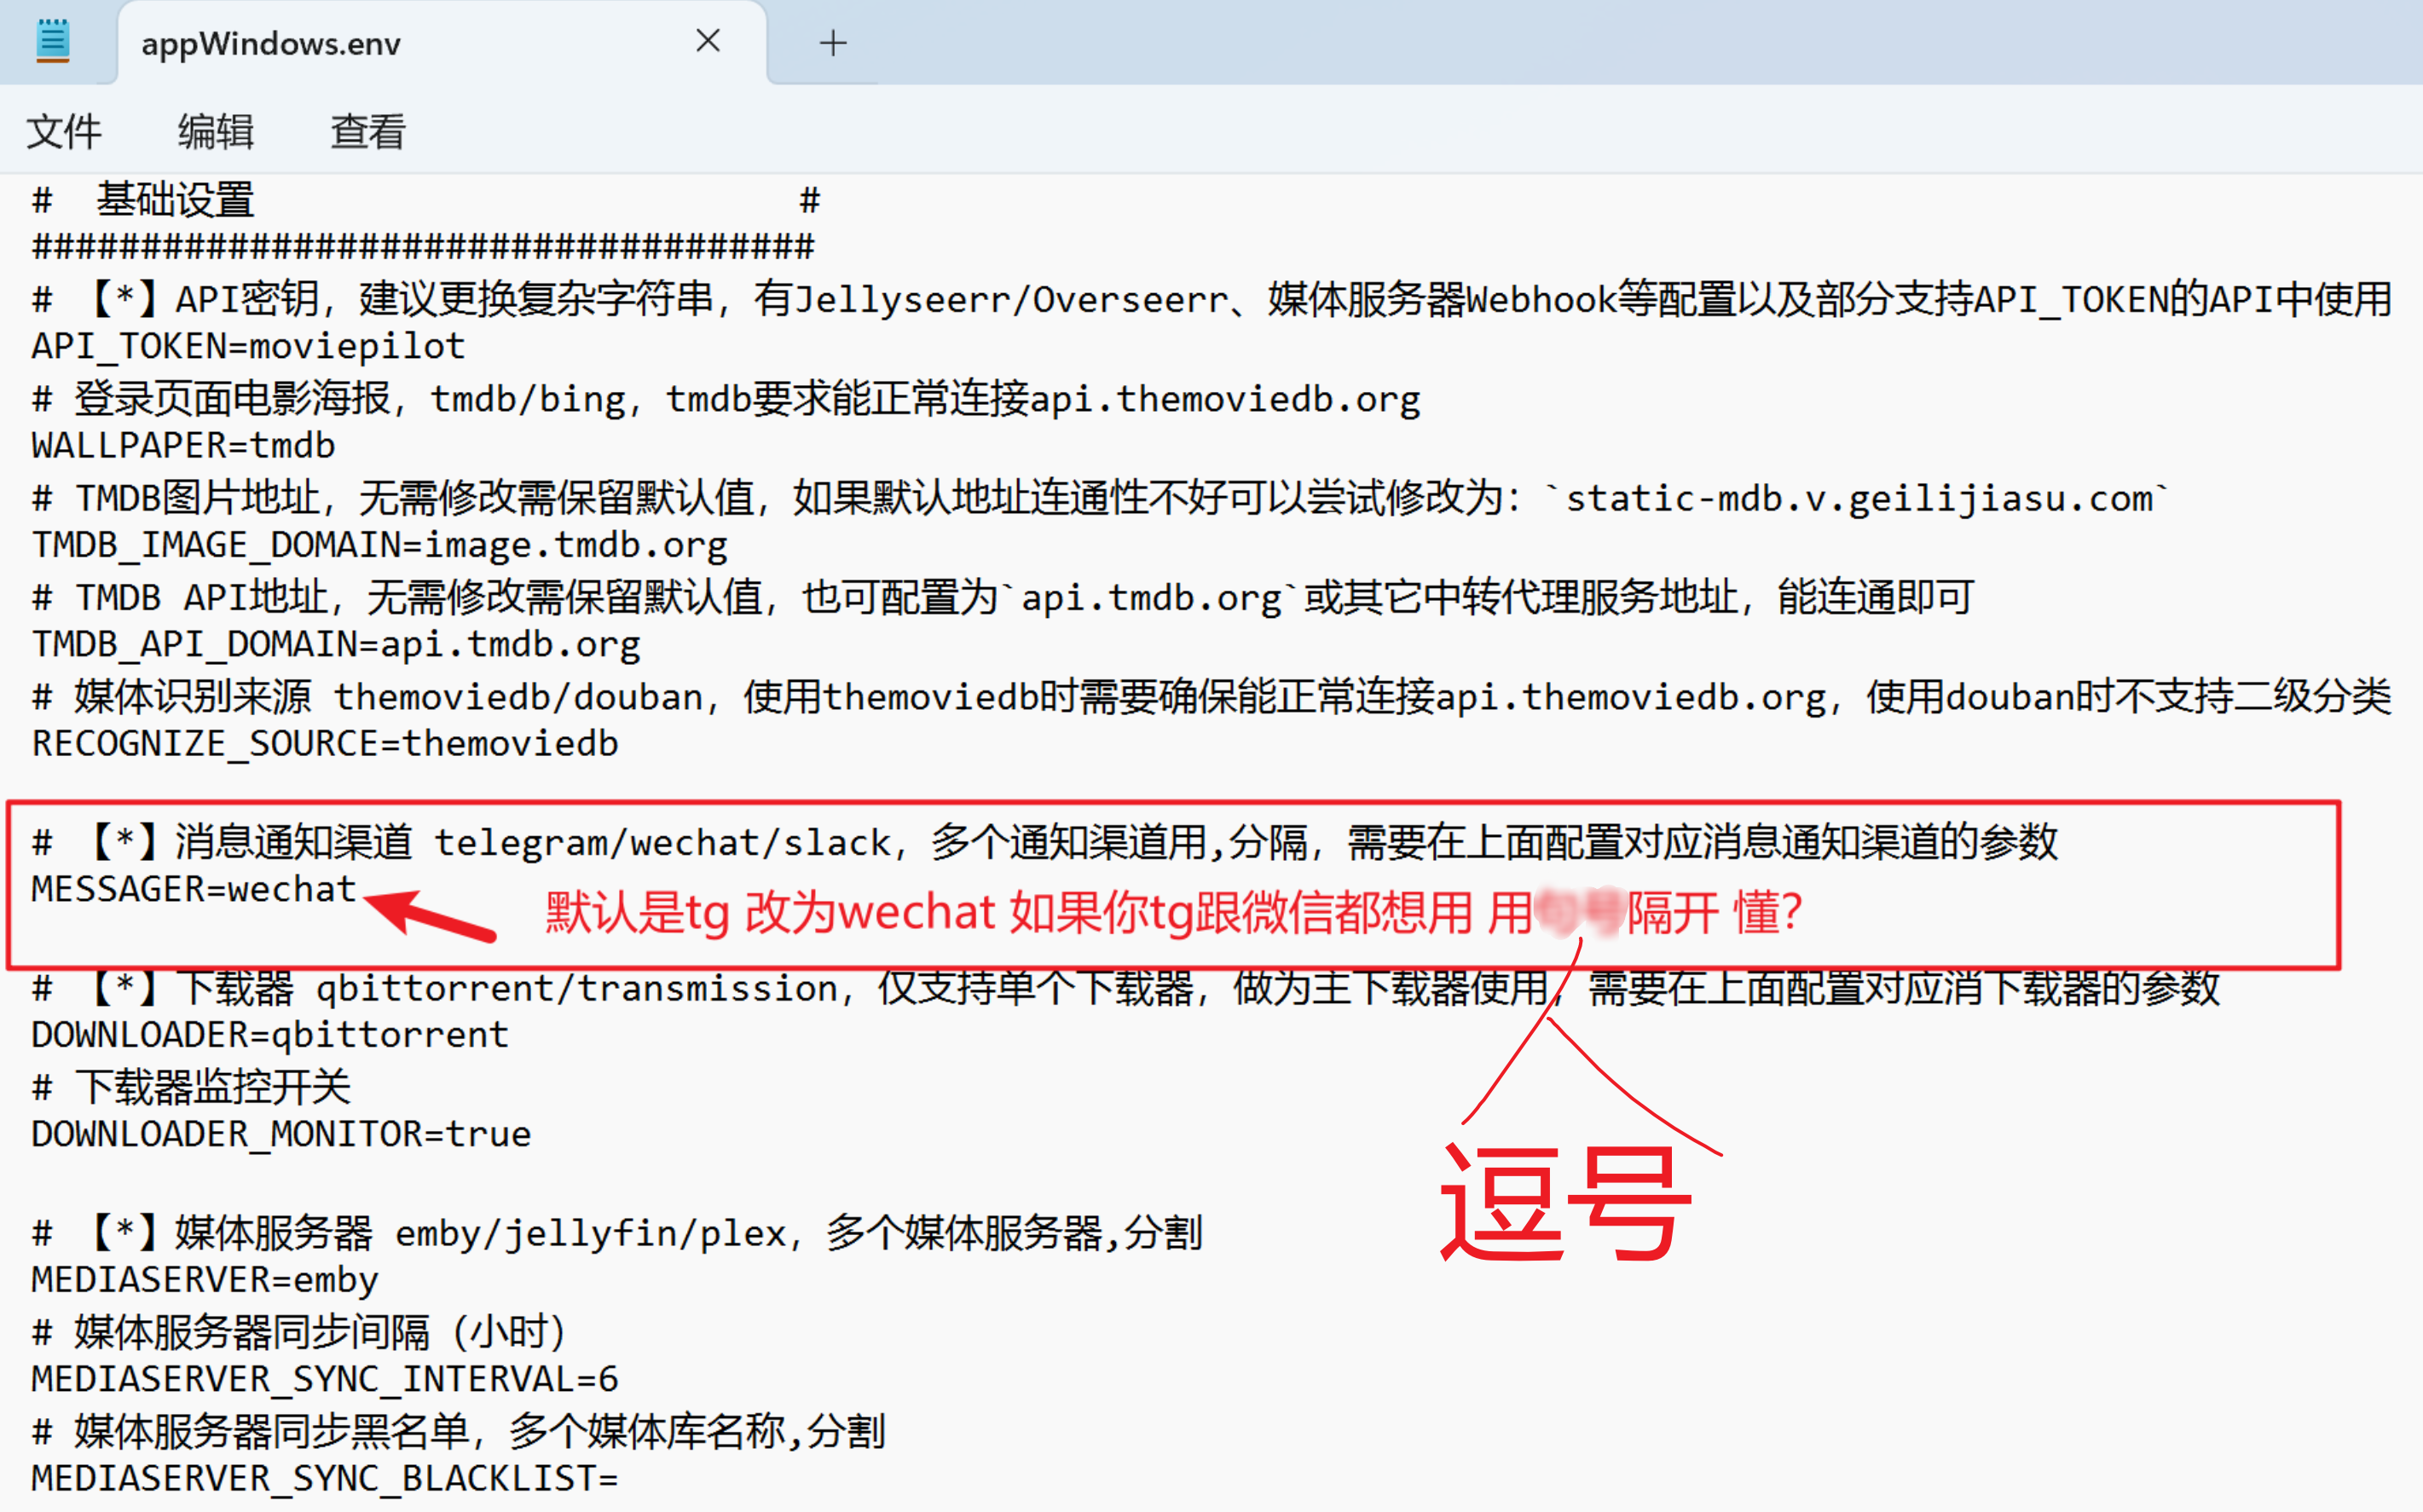 appWindows.env
文件 编辑 查看
# 基础设置 #
####################################
# 【*】API密钥，建议更换复杂字符串，有Jellyseerr/Overseerr、媒体服务器Webhook等配置以及部分支持API_TOKEN的API中使用
API_TOKEN=moviepilot
# 登录页面电影海报，tmdb/bing，tmdb要求能正常连接api.themoviedb.org
WALLPAPER=tmdb
# TMDB图片地址，无需修改需保留默认值，如果默认地址连通性不好可以尝试修改为：`static-mdb.v.geilijiasu.com`
TMDB_IMAGE_DOMAIN=image.tmdb.org
# TMDB API地址，无需修改需保留默认值，也可配置为`api.tmdb.org`或其它中转代理服务地址，能连通即可
TMDB_API_DOMAIN=api.tmdb.org
# 媒体识别来源 themoviedb/douban，使用themoviedb时需要确保能正常连接api.themoviedb.org，使用douban时不支持二级分类
RECOGNIZE_SOURCE=themoviedb
# 【*】消息通知渠道 telegram/wechat/slack，多个通知渠道用,分隔，需要在上面配置对应消息通知渠道的参数
MESSAGER=wechat
默认是tg 改为wechat 如果你tg跟微信都想用 用隔开 懂？
# 【*】下载器 qbittorrent/transmission，仅支持单个下载器，做为主下载器使用，需要在上面配置对应消下载器的参数
DOWNLOADER=qbittorrent
# 下载器监控开关
DOWNLOADER_MONITOR=true
逗号
# 【*】媒体服务器 emby/jellyfin/plex，多个媒体服务器,分割
MEDIASERVER=emby
# 媒体服务器同步间隔（小时）
MEDIASERVER_SYNC_INTERVAL=6
# 媒体服务器同步黑名单，多个媒体库名称,分割
MEDIASERVER_SYNC_BLACKLIST=